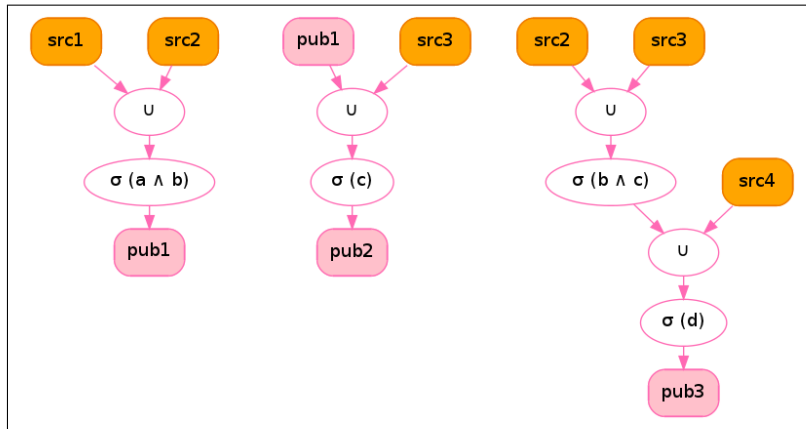 src1 src2 pub1 src3 src2 src3
∪ ∪ ∪
σ (a ∧ b) σ (c) σ (b ∧ c) src4
pub1 pub2 ∪
σ (d)
pub3